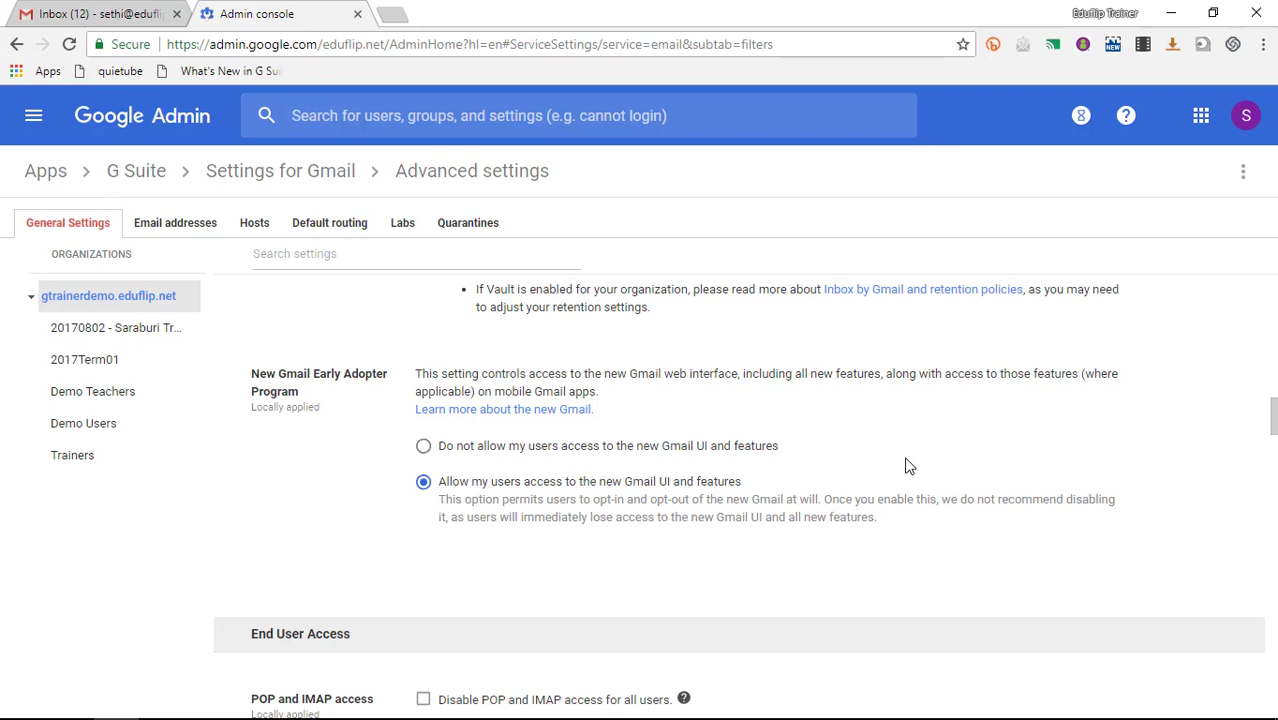 Inbox (12) - sethi@eduflip
Admin console
Eduflip Trainer
Secure
https://admin.google.com/eduflip.net/AdminHome?hl=en#ServiceSettings/service=email&subtab=filters
NEW
Apps
quietube
What's New in G Sui
Google Admin
Search for users, groups, and settings (e.g. cannot login)
S
Apps > G Suite > Settings for Gmail > Advanced settings
General Settings
Email addresses
Hosts
Default routing
Labs
Quarantines
ORGANIZATIONS
Search settings
gtrainerdemo.eduflip.net
20170802 - Saraburi Tr...
2017Term01
Demo Teachers
Demo Users
Trainers
• If Vault is enabled for your organization, please read more about Inbox by Gmail and retention policies, as you may need
to adjust your retention settings.
New Gmail Early Adopter
Program
Locally applied
This setting controls access to the new Gmail web interface, including all new features, along with access to those features (where
applicable) on mobile Gmail apps.
Learn more about the new Gmail.
Do not allow my users access to the new Gmail UI and features
Allow my users access to the new Gmail UI and features
This option permits users to opt-in and opt-out of the new Gmail at will. Once you enable this, we do not recommend disabling
it, as users will immediately lose access to the new Gmail UI and all new features.
End User Access
POP and IMAP access
Locally applied
Disable POP and IMAP access for all users.